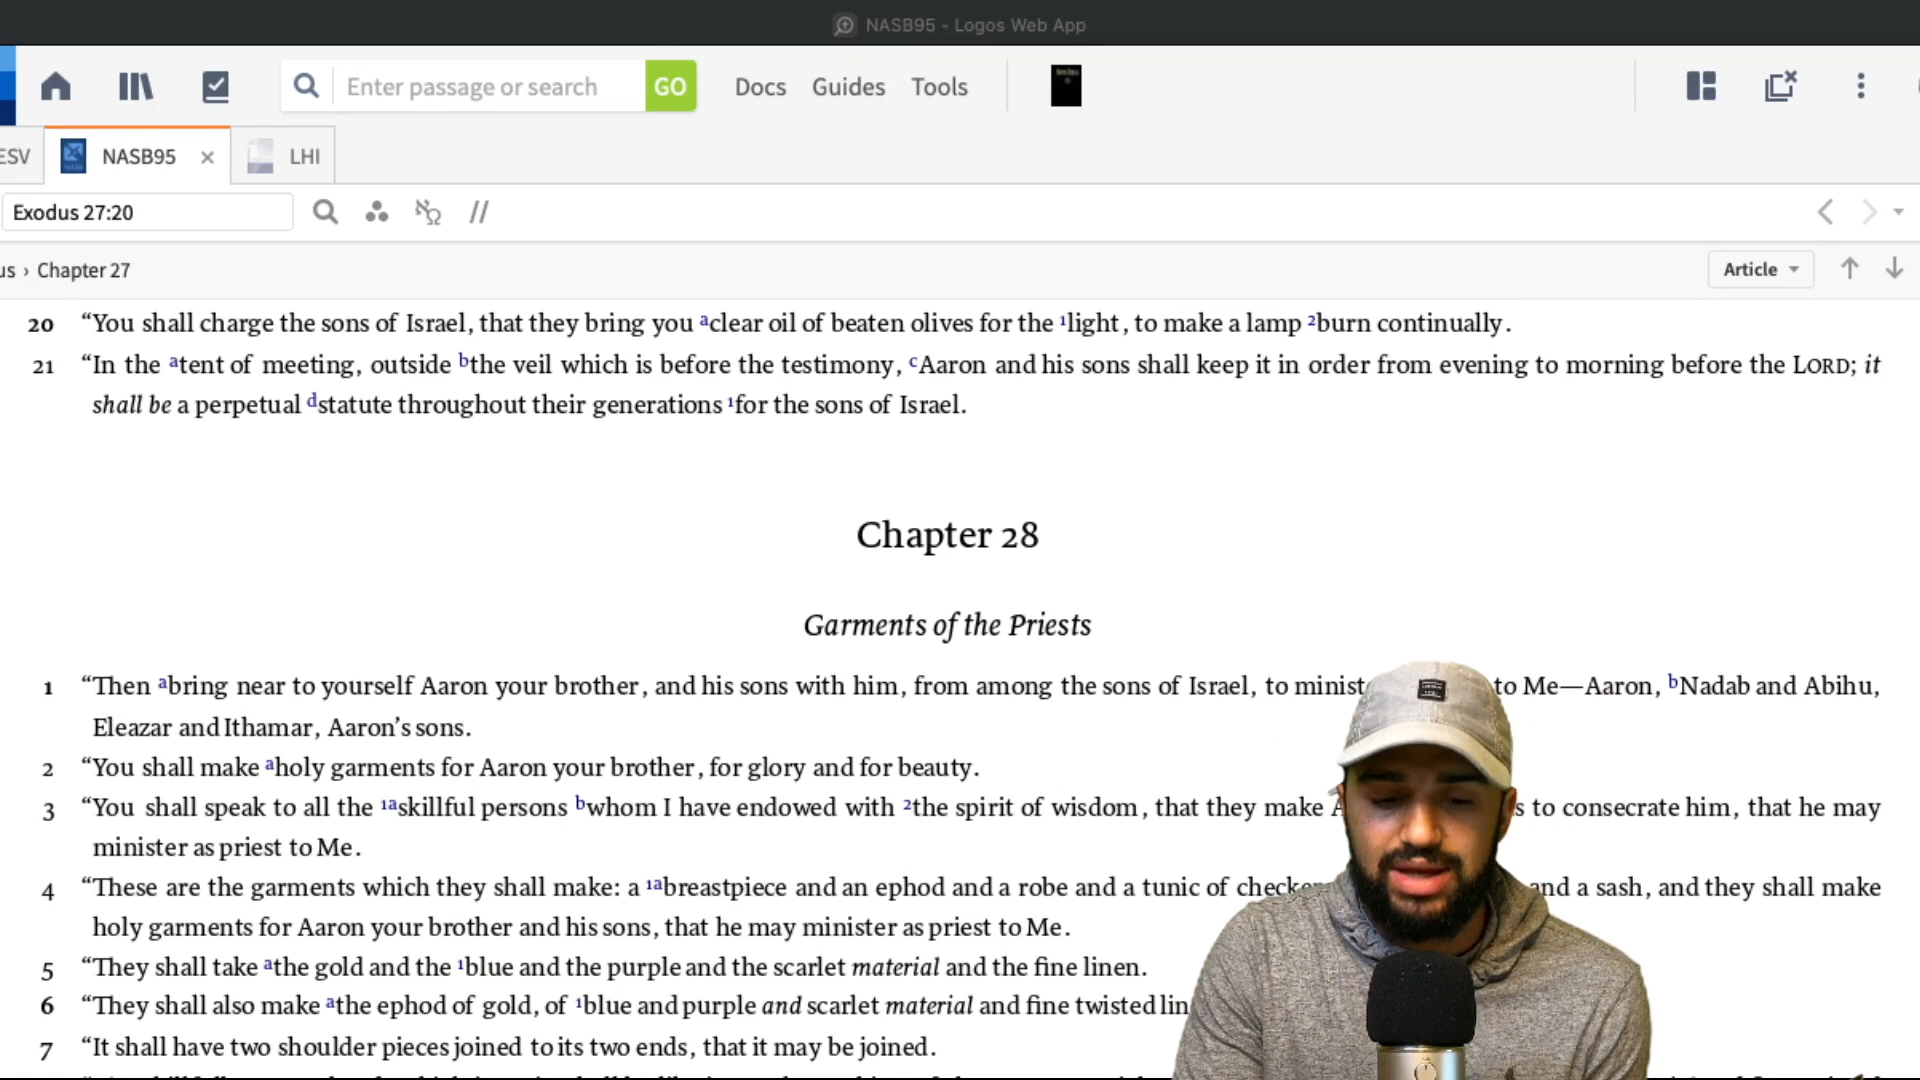 NASB95 - Logos Web App
Enter passage or search GO Docs Guides Tools
ESV NASB95 × LHI
Exodus 27:20
us › Chapter 27 Article
20 “You shall charge the sons of Israel, that they bring you ᵃclear oil of beaten olives for the ¹light, to make a lamp ²burn continually.
21 “In the ᵃtent of meeting, outside ᵇthe veil which is before the testimony, ᶜAaron and his sons shall keep it in order from evening to morning before the LORD; it
shall be a perpetual ᵈstatute throughout their generations ¹for the sons of Israel.
Chapter 28
Garments of the Priests
1 “Then ᵃbring near to yourself Aaron your brother, and his sons with him, from among the sons of Israel, to minist to Me—Aaron, ᵇNadab and Abihu,
Eleazar and Ithamar, Aaron’s sons.
2 “You shall make ᵃholy garments for Aaron your brother, for glory and for beauty.
3 “You shall speak to all the ¹ᵃskillful persons ᵇwhom I have endowed with ²the spirit of wisdom, that they make A s to consecrate him, that he may
minister as priest to Me.
4 “These are the garments which they shall make: a ¹ᵃbreastpiece and an ephod and a robe and a tunic of checker and a sash, and they shall make
holy garments for Aaron your brother and his sons, that he may minister as priest to Me.
5 “They shall take ᵃthe gold and the ¹blue and the purple and the scarlet material and the fine linen.
6 “They shall also make ᵃthe ephod of gold, of ¹blue and purple and scarlet material and fine twisted lin
7 “It shall have two shoulder pieces joined to its two ends, that it may be joined.